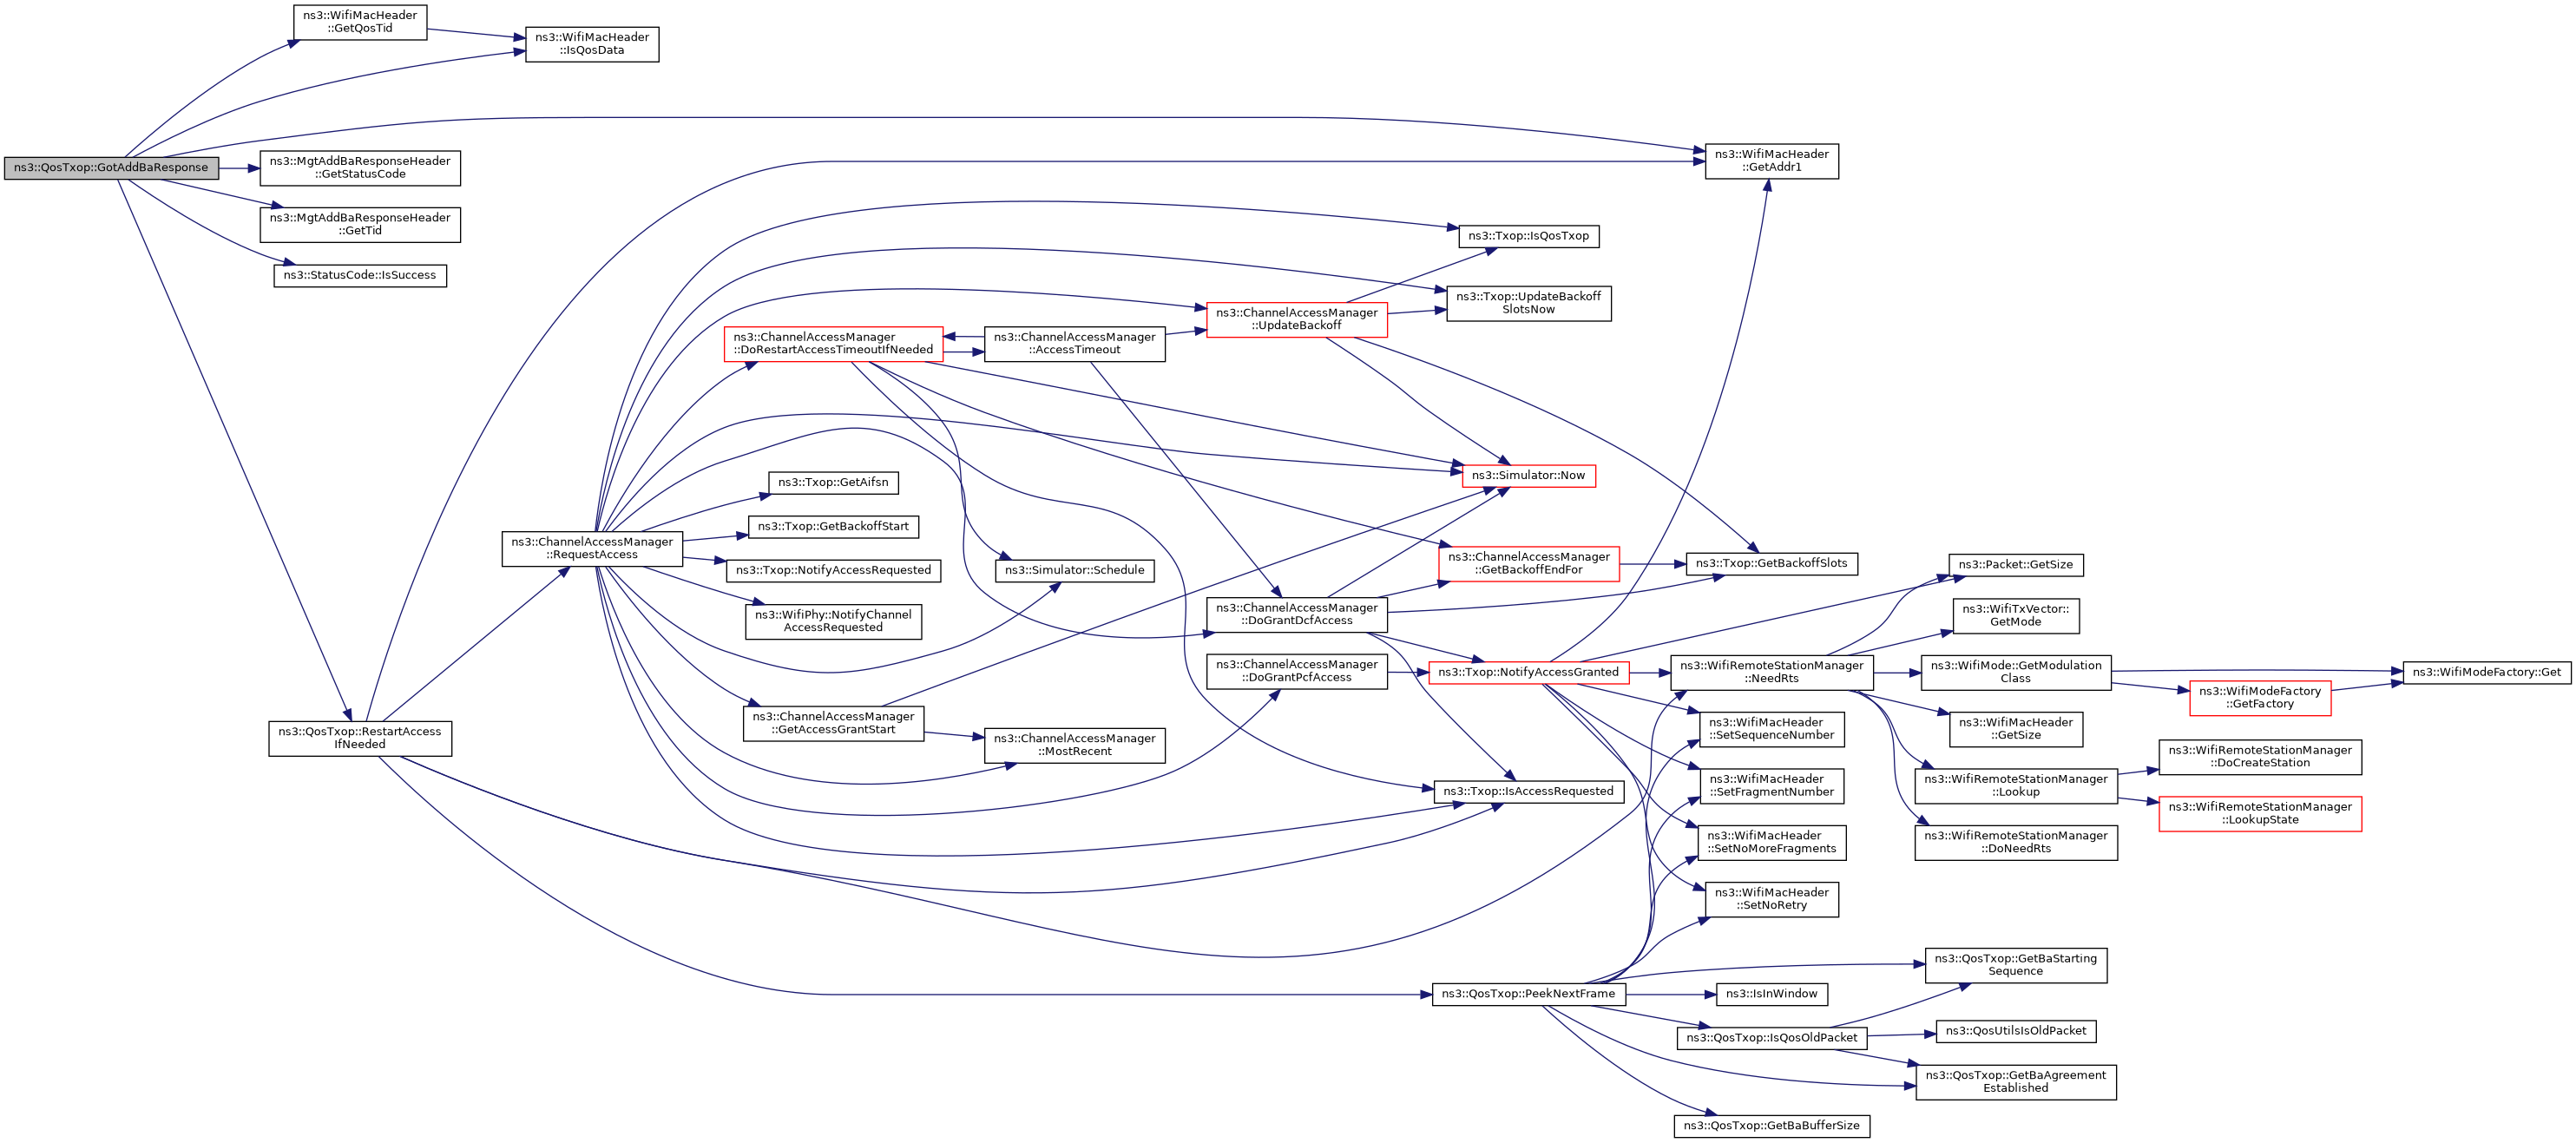 ns3::QosTxop::GotAddBaResponse
ns3::WifiMacHeader
::GetQosTid
ns3::WifiMacHeader
::IsQosData
ns3::MgtAddBaResponseHeader
::GetStatusCode
ns3::MgtAddBaResponseHeader
::GetTid
ns3::StatusCode::IsSuccess
ns3::QosTxop::RestartAccess
IfNeeded
ns3::ChannelAccessManager
::RequestAccess
ns3::ChannelAccessManager
::DoRestartAccessTimeoutIfNeeded
ns3::Txop::GetAifsn
ns3::Txop::GetBackoffStart
ns3::Txop::NotifyAccessRequested
ns3::WifiPhy::NotifyChannel
AccessRequested
ns3::ChannelAccessManager
::GetAccessGrantStart
ns3::ChannelAccessManager
::AccessTimeout
ns3::Simulator::Schedule
ns3::ChannelAccessManager
::MostRecent
ns3::ChannelAccessManager
::UpdateBackoff
ns3::ChannelAccessManager
::DoGrantDcfAccess
ns3::ChannelAccessManager
::DoGrantPcfAccess
ns3::Txop::IsQosTxop
ns3::Txop::UpdateBackoff
SlotsNow
ns3::Simulator::Now
ns3::ChannelAccessManager
::GetBackoffEndFor
ns3::Txop::NotifyAccessGranted
ns3::Txop::IsAccessRequested
ns3::QosTxop::PeekNextFrame
ns3::WifiMacHeader
::GetAddr1
ns3::Txop::GetBackoffSlots
ns3::WifiRemoteStationManager
::NeedRts
ns3::WifiMacHeader
::SetSequenceNumber
ns3::WifiMacHeader
::SetFragmentNumber
ns3::WifiMacHeader
::SetNoMoreFragments
ns3::WifiMacHeader
::SetNoRetry
ns3::IsInWindow
ns3::QosTxop::IsQosOldPacket
ns3::QosTxop::GetBaBufferSize
ns3::Packet::GetSize
ns3::WifiTxVector::
GetMode
ns3::WifiMode::GetModulation
Class
ns3::WifiMacHeader
::GetSize
ns3::WifiRemoteStationManager
::Lookup
ns3::WifiRemoteStationManager
::DoNeedRts
ns3::QosTxop::GetBaStarting
Sequence
ns3::QosUtilsIsOldPacket
ns3::QosTxop::GetBaAgreement
Established
ns3::WifiModeFactory
::GetFactory
ns3::WifiRemoteStationManager
::DoCreateStation
ns3::WifiRemoteStationManager
::LookupState
ns3::WifiModeFactory::Get